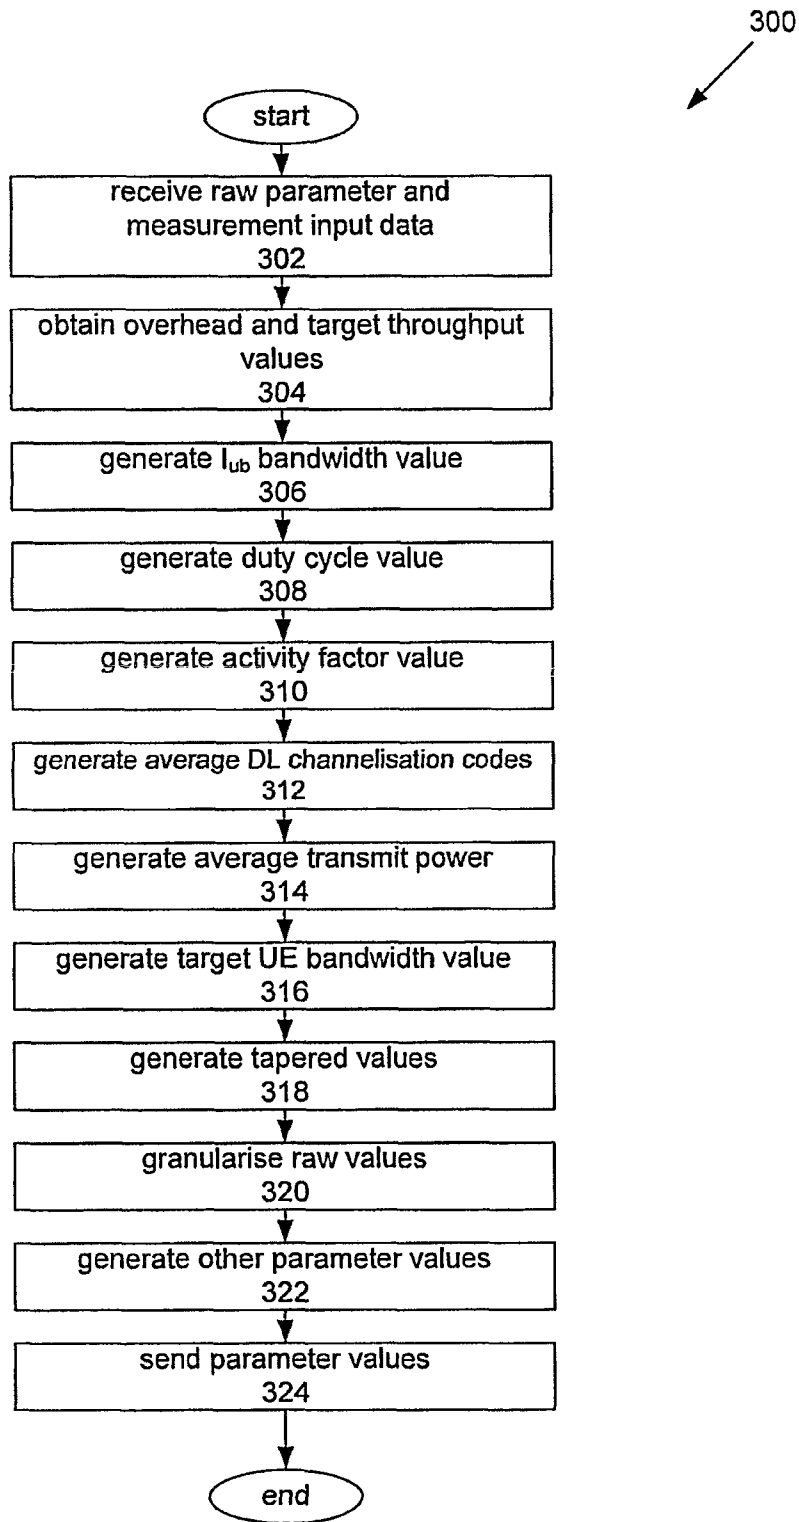 300
start
receive raw parameter and
measurement input data
302
obtain overhead and target throughput
values
304
generate Iub bandwidth value
306
generate duty cycle value
308
generate activity factor value
310
generate average DL channelisation codes
312
generate average transmit power
314
generate target UE bandwidth value
316
generate tapered values
318
granularise raw values
320
generate other parameter values
322
send parameter values
324
end